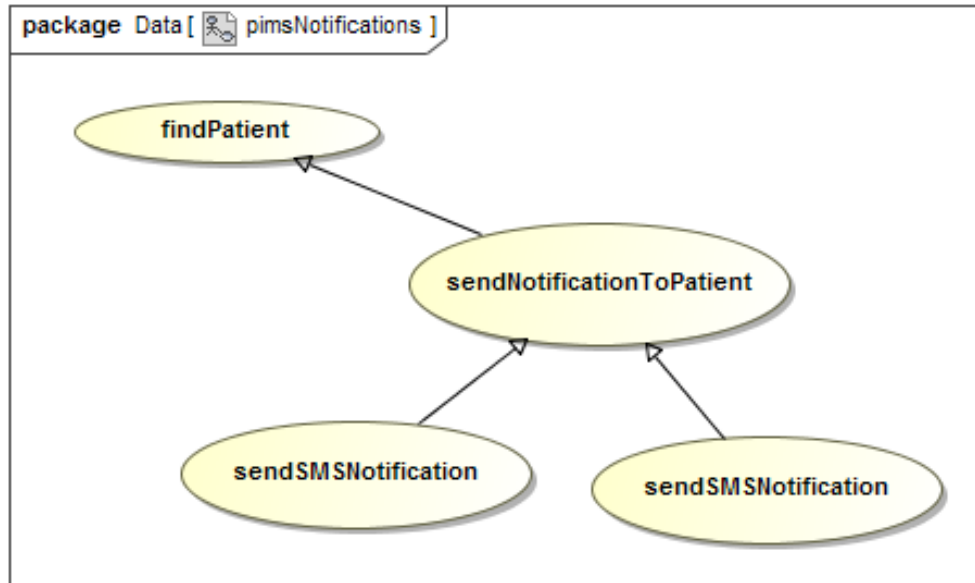 package Data [ pimsNotifications ]
findPatient
sendNotificationToPatient
sendSMSNotification
sendSMSNotification